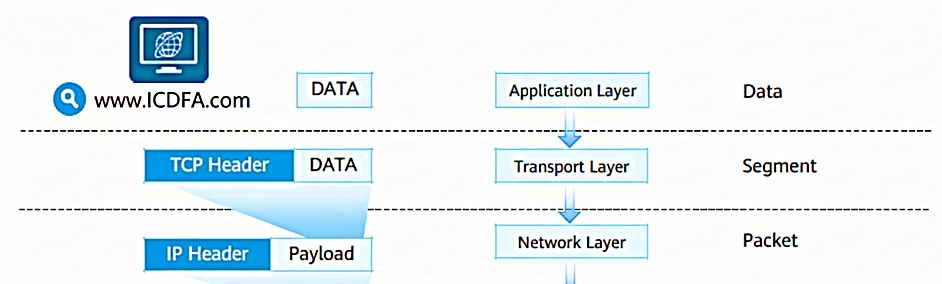 www.ICDFA.com
DATA
Application Layer
Data
TCP Header
DATA
Transport Layer
Segment
IP Header
Payload
Network Layer
Packet